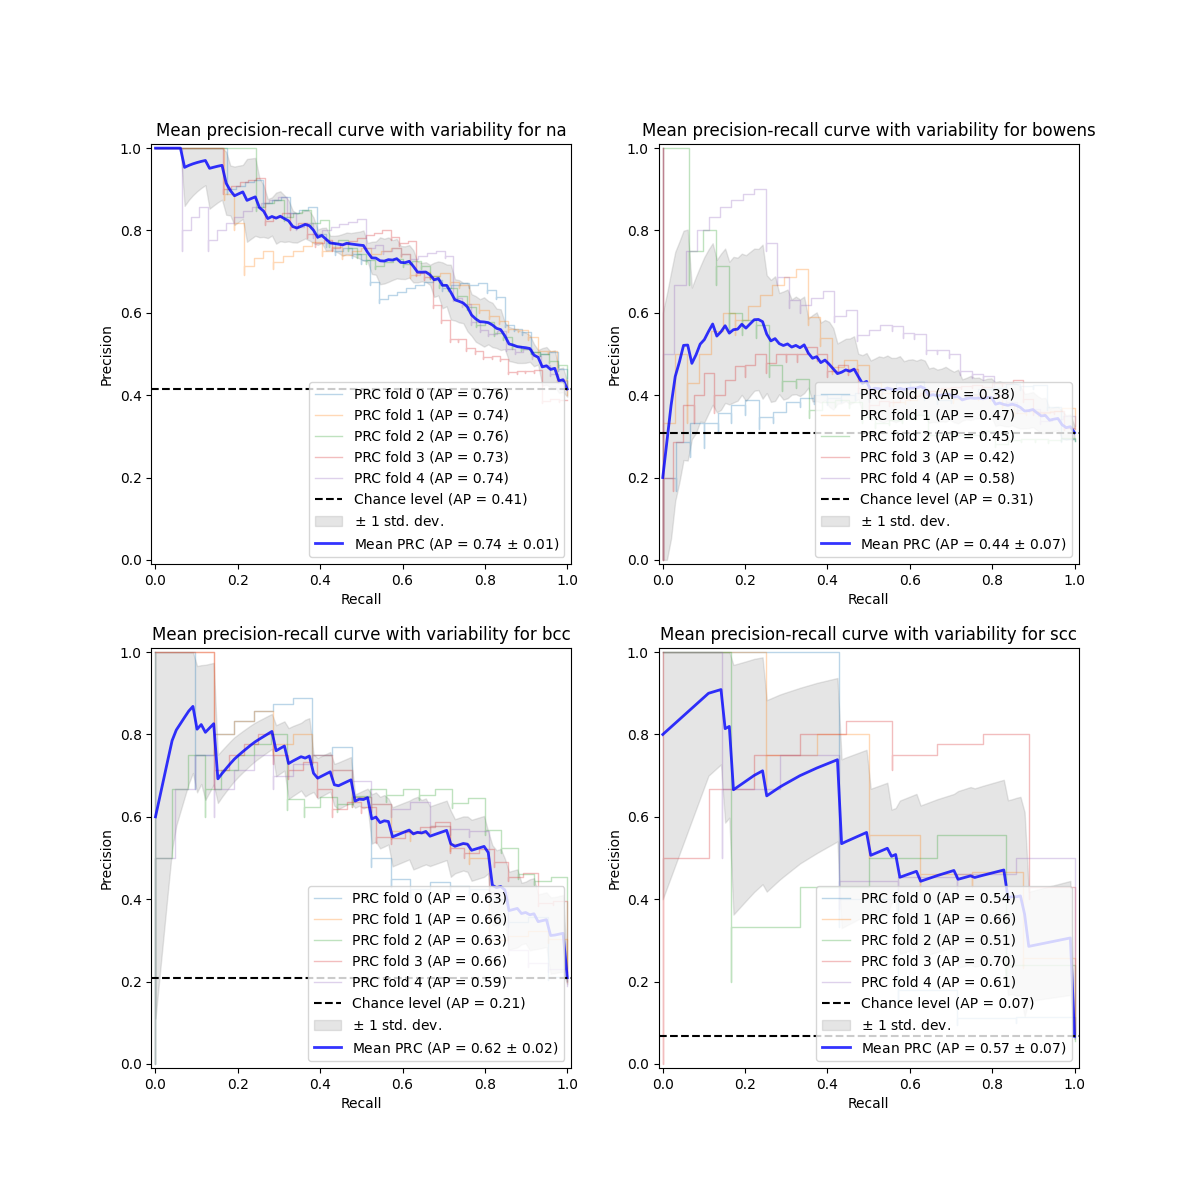 Mean precision-recall curve with variability for na
1.0
0.8
0.6
0.4
0.2
0.0
Precision
PRC fold 0 (AP = 0.76)
PRC fold 1 (AP = 0.74)
PRC fold 2 (AP = 0.76)
PRC fold 3 (AP = 0.73)
PRC fold 4 (AP = 0.74)
Chance level (AP = 0.41)
± 1 std. dev.
Mean PRC (AP = 0.74 ± 0.01)
0.0 0.2 0.4 0.6 0.8 1.0
Recall
Mean precision-recall curve with variability for bowens
1.0
0.8
0.6
0.4
0.2
0.0
Precision
PRC fold 0 (AP = 0.38)
PRC fold 1 (AP = 0.47)
PRC fold 2 (AP = 0.45)
PRC fold 3 (AP = 0.42)
PRC fold 4 (AP = 0.58)
Chance level (AP = 0.31)
± 1 std. dev.
Mean PRC (AP = 0.44 ± 0.07)
0.0 0.2 0.4 0.6 0.8 1.0
Recall
Mean precision-recall curve with variability for bcc
1.0
0.8
0.6
0.4
0.2
0.0
Precision
PRC fold 0 (AP = 0.63)
PRC fold 1 (AP = 0.66)
PRC fold 2 (AP = 0.63)
PRC fold 3 (AP = 0.66)
PRC fold 4 (AP = 0.59)
Chance level (AP = 0.21)
± 1 std. dev.
Mean PRC (AP = 0.62 ± 0.02)
0.0 0.2 0.4 0.6 0.8 1.0
Recall
Mean precision-recall curve with variability for scc
1.0
0.8
0.6
0.4
0.2
0.0
Precision
PRC fold 0 (AP = 0.54)
PRC fold 1 (AP = 0.66)
PRC fold 2 (AP = 0.51)
PRC fold 3 (AP = 0.70)
PRC fold 4 (AP = 0.61)
Chance level (AP = 0.07)
± 1 std. dev.
Mean PRC (AP = 0.57 ± 0.07)
0.0 0.2 0.4 0.6 0.8 1.0
Recall